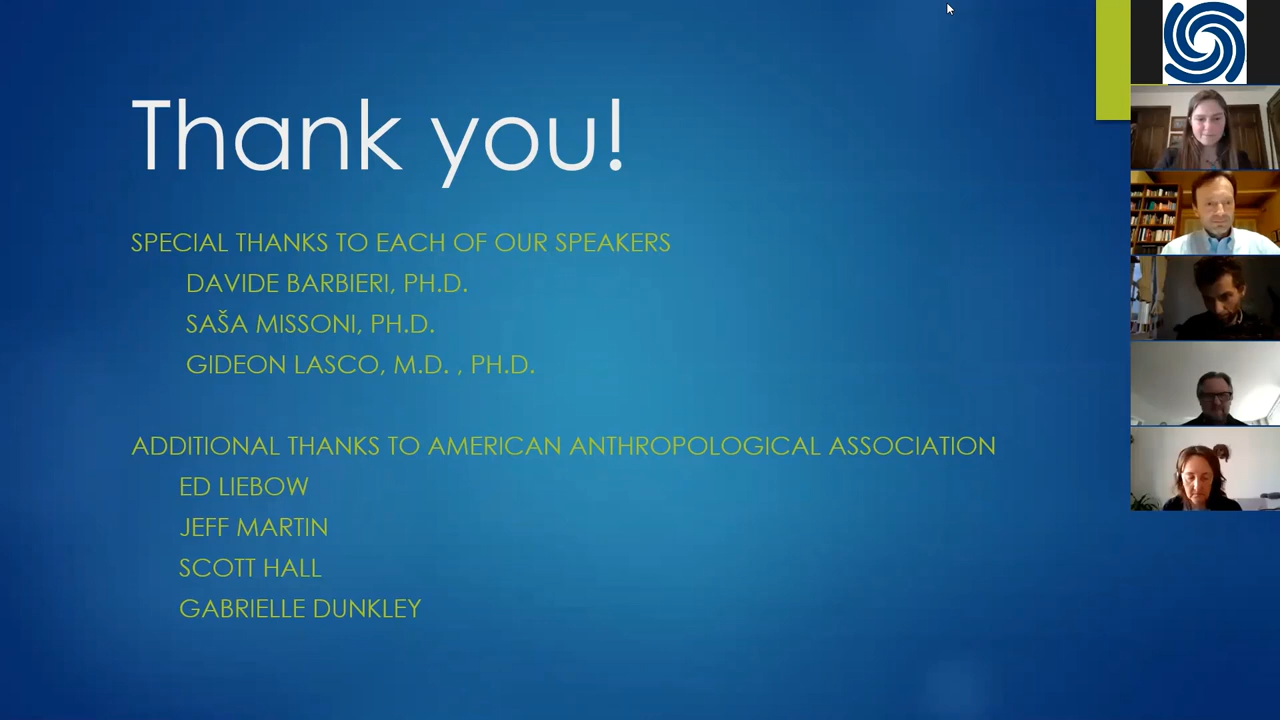 Thank you!
SPECIAL THANKS TO EACH OF OUR SPEAKERS
DAVIDE BARBIERI, PH.D.
SAŠA MISSONI, PH.D.
GIDEON LASCO, M.D. , PH.D.
ADDITIONAL THANKS TO AMERICAN ANTHROPOLOGICAL ASSOCIATION
ED LIEBOW
JEFF MARTIN
SCOTT HALL
GABRIELLE DUNKLEY